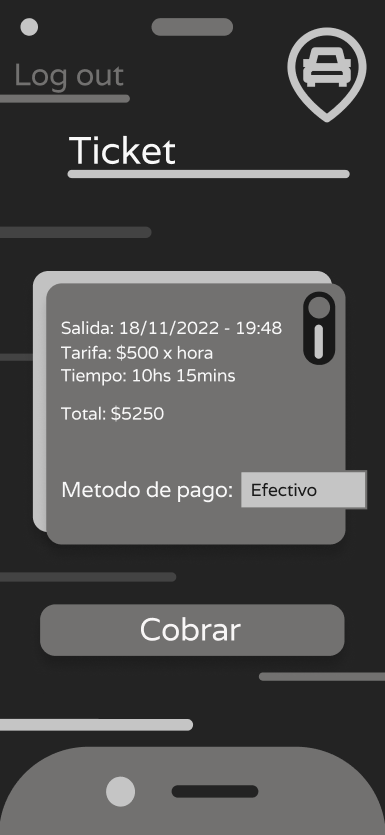 Log out
Ticket
Salida: 18/11/2022 - 19:48
Tarifa: $500 x hora
Tiempo: 10hs 15mins
Total: $5250
Metodo de pago: Efectivo
Cobrar